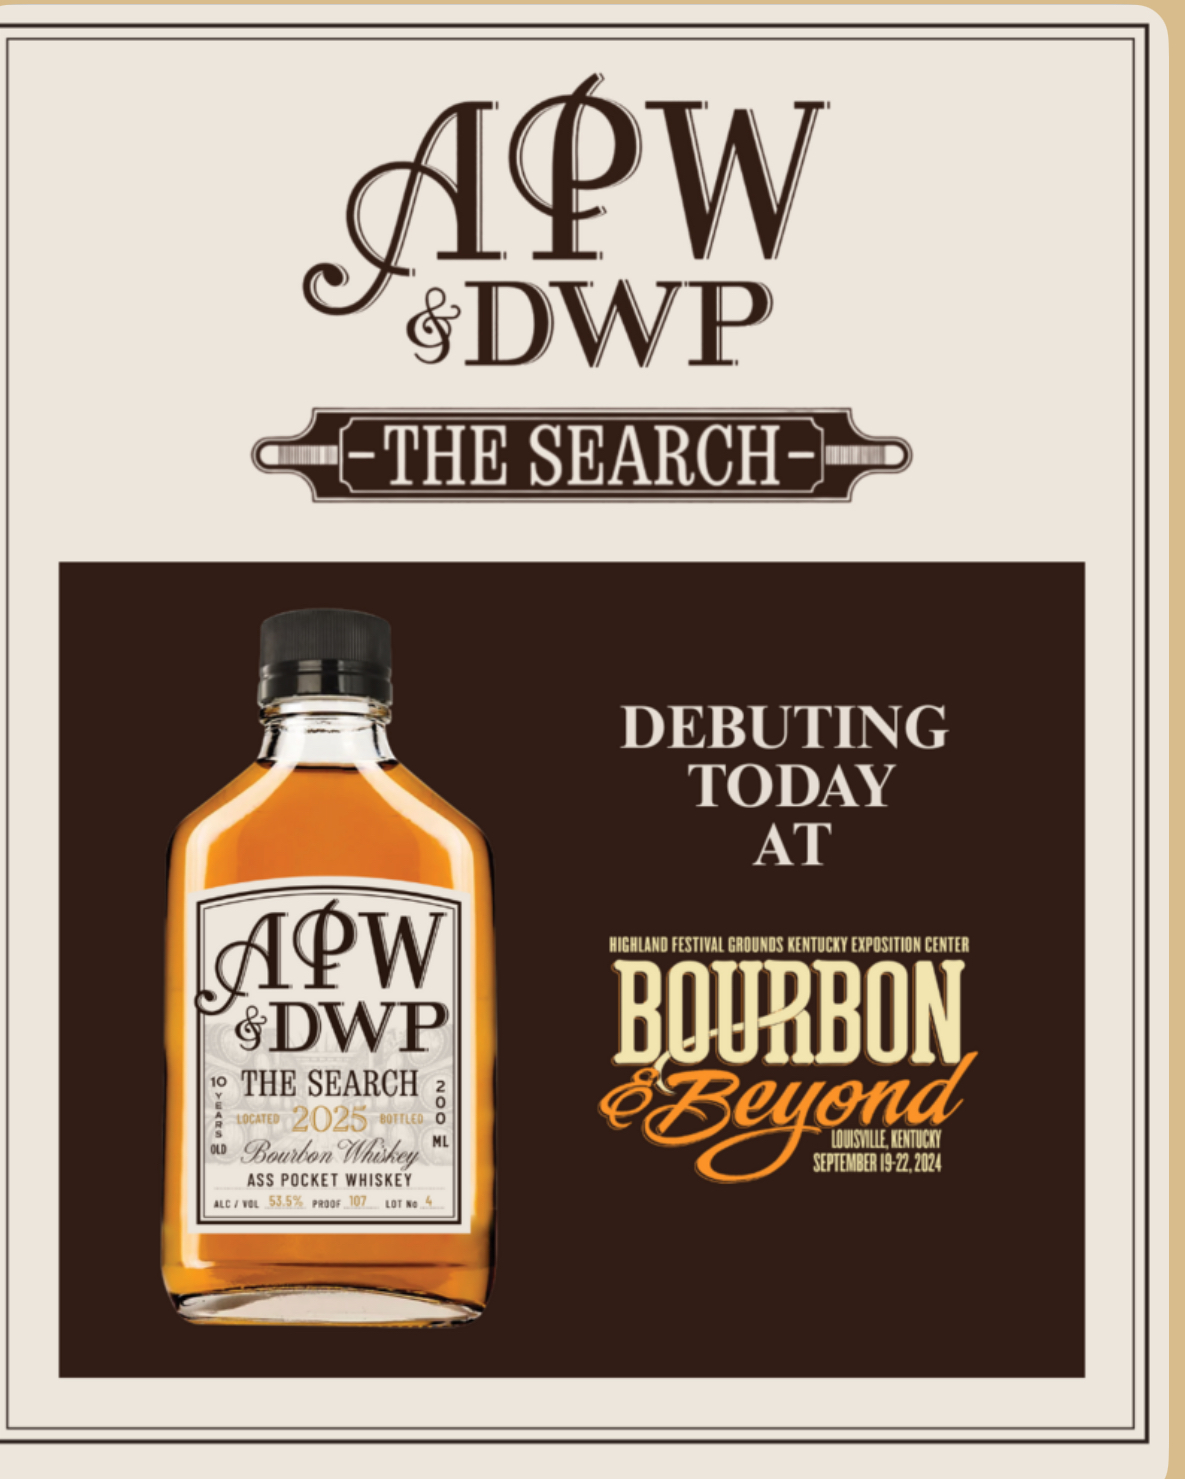 APW
& DWP
-THE SEARCH-
DEBUTING
TODAY
AT
HIGHLAND FESTIVAL GROUNDS KENTUCKY EXPOSITION CENTER
BOURBON
& Beyond
LOUISVILLE, KENTUCKY
SEPTEMBER 19-22, 2024
APW
& DWP
THE SEARCH
10 YEARS OLD
200 ML
LOCATED 2025 BOTTLED
Bourbon Whiskey
ASS POCKET WHISKEY
ALC / VOL 53.5% PROOF 107 LOT No 4